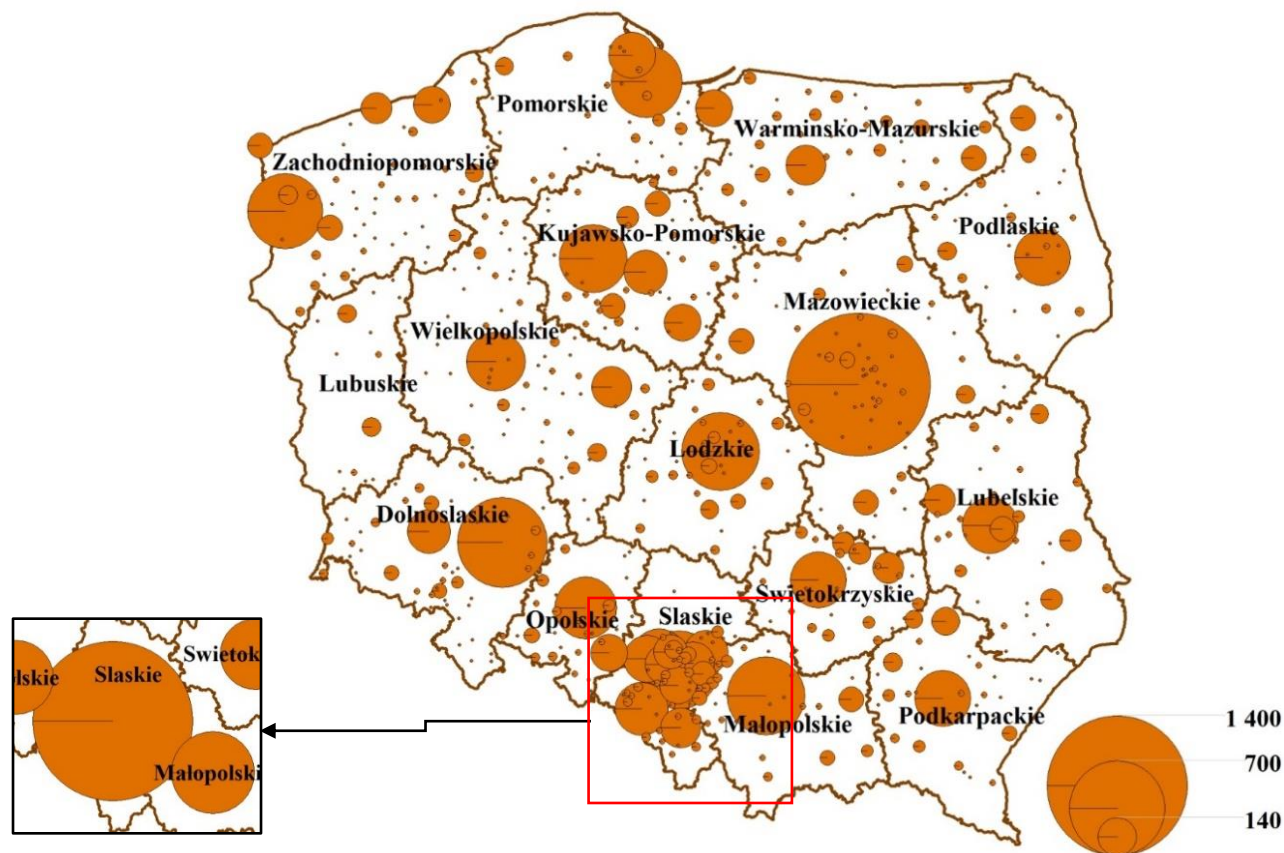 Pomorskie
Warminsko-Mazurskie
Zachodniopomorskie
Podlaskie
Kujawsko-Pomorskie
Mazowieckie
Wielkopolskie
Lubuskie
Lodzkie
Lubelskie
Dolnoslaskie
Swietokrzyskie
Opolskie
Slaskie
Małopolskie
Podkarpackie
lskie
Slaskie
Swietok
Małopolski
1 400
700
140